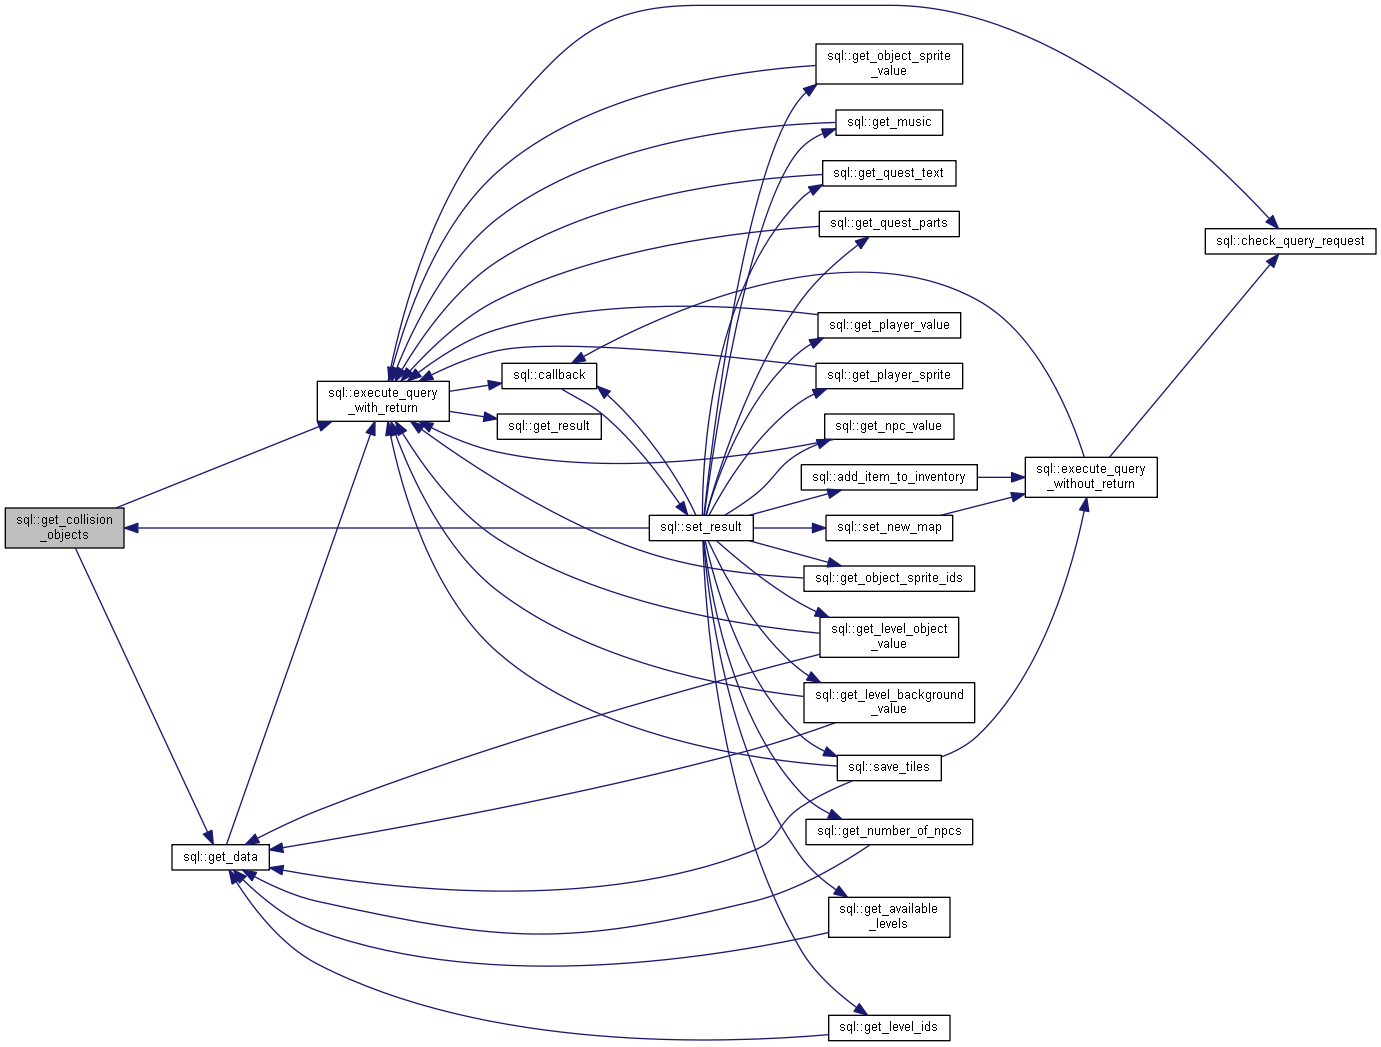 sql::get_object_sprite
_value
sql::get_music
sql::get_quest_text
sql::get_quest_parts
sql::check_query_request
sql::get_player_value
sql::get_player_sprite
sql::callback
sql::execute_query
_with_return
sql::get_result
sql::get_npc_value
sql::add_item_to_inventory
sql::execute_query
_without_return
sql::get_collision
_objects
sql::set_result
sql::set_new_map
sql::get_object_sprite_ids
sql::get_level_object
_value
sql::get_level_background
_value
sql::save_tiles
sql::get_number_of_npcs
sql::get_data
sql::get_available
_levels
sql::get_level_ids